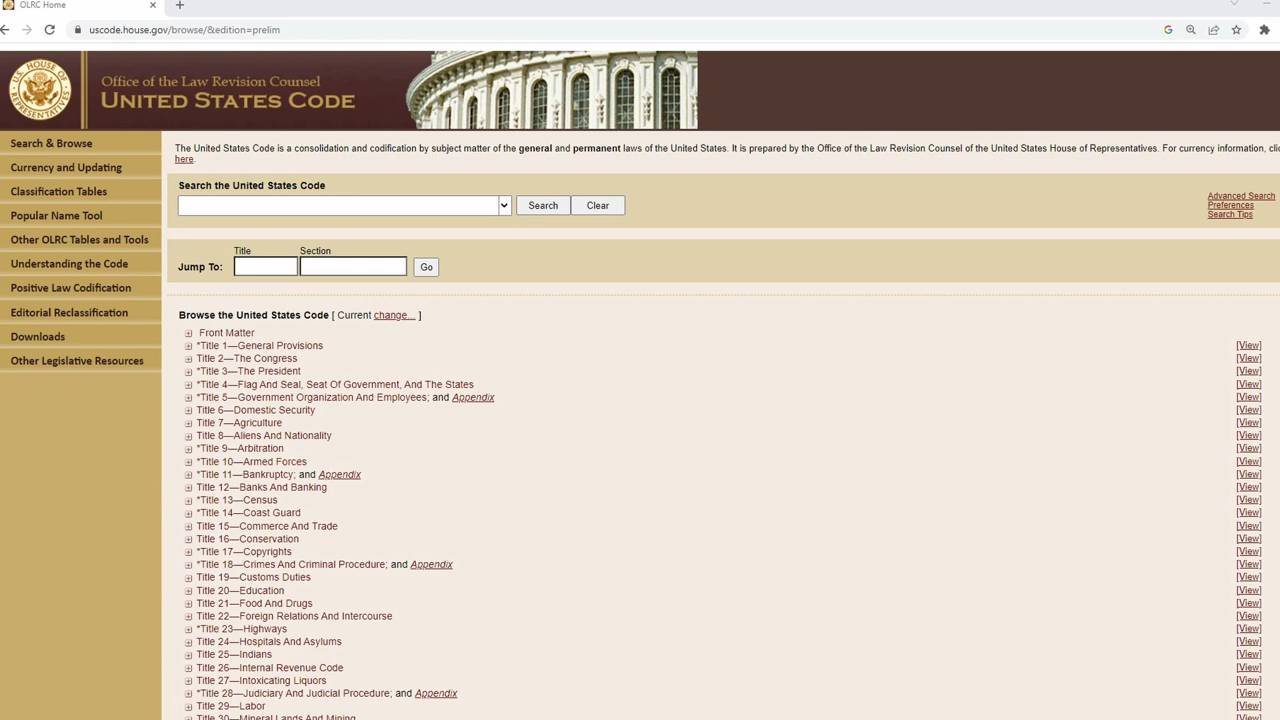 OLRC Home
uscode.house.gov/browse/&edition=prelim
U.S. HOUSE OF REPRESENTATIVES
Office of the Law Revision Counsel
UNITED STATES CODE
Search & Browse
Currency and Updating
Classification Tables
Popular Name Tool
Other OLRC Tables and Tools
Understanding the Code
Positive Law Codification
Editorial Reclassification
Downloads
Other Legislative Resources
The United States Code is a consolidation and codification by subject matter of the general and permanent laws of the United States. It is prepared by the Office of the Law Revision Counsel of the United States House of Representatives. For currency information, clic
here.
Search the United States Code
Search Clear
Advanced Search
Preferences
Search Tips
Title Section
Jump To: Go
Browse the United States Code [ Current change... ]
Front Matter
*Title 1—General Provisions [View]
Title 2—The Congress [View]
*Title 3—The President [View]
*Title 4—Flag And Seal, Seat Of Government, And The States [View]
*Title 5—Government Organization And Employees; and Appendix [View]
Title 6—Domestic Security [View]
Title 7—Agriculture [View]
Title 8—Aliens And Nationality [View]
*Title 9—Arbitration [View]
*Title 10—Armed Forces [View]
*Title 11—Bankruptcy; and Appendix [View]
Title 12—Banks And Banking [View]
*Title 13—Census [View]
*Title 14—Coast Guard [View]
Title 15—Commerce And Trade [View]
Title 16—Conservation [View]
*Title 17—Copyrights [View]
*Title 18—Crimes And Criminal Procedure; and Appendix [View]
Title 19—Customs Duties [View]
Title 20—Education [View]
Title 21—Food And Drugs [View]
Title 22—Foreign Relations And Intercourse [View]
*Title 23—Highways [View]
Title 24—Hospitals And Asylums [View]
Title 25—Indians [View]
Title 26—Internal Revenue Code [View]
Title 27—Intoxicating Liquors [View]
*Title 28—Judiciary And Judicial Procedure; and Appendix [View]
Title 29—Labor [View]
Title 30—Mineral Lands And Mining [View]